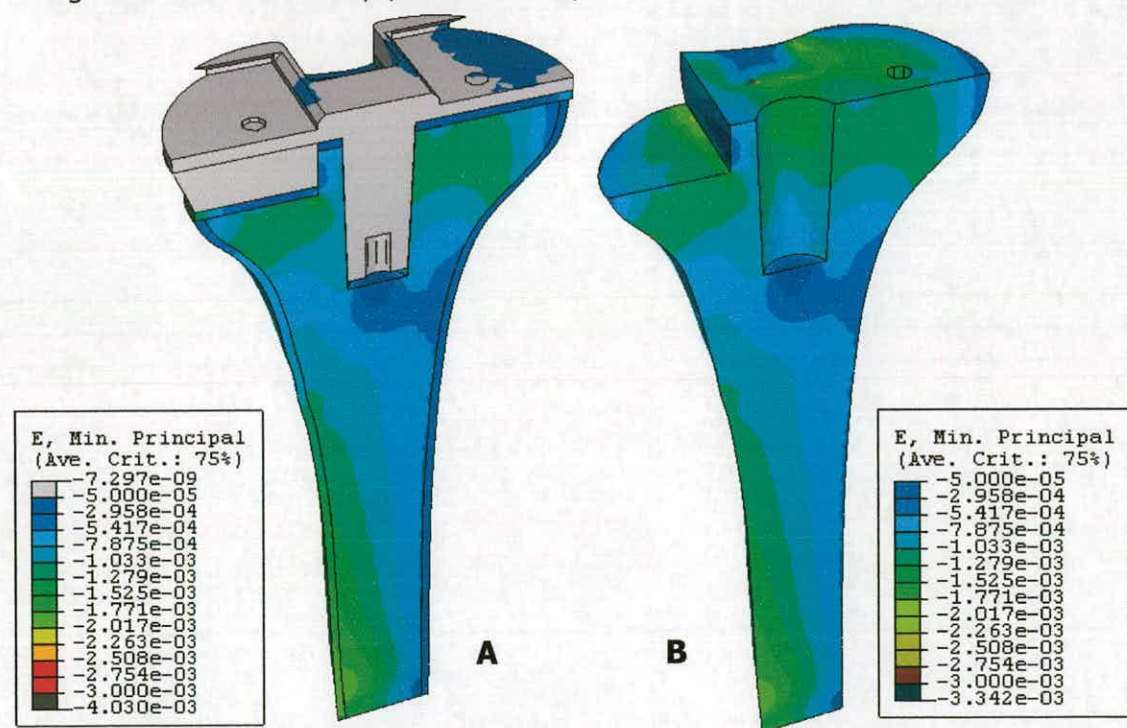 E, Min. Principal
(Ave. Crit.: 75%)
-7.297e-09
-5.000e-05
-2.958e-04
-5.417e-04
-7.875e-04
-1.033e-03
-1.279e-03
-1.525e-03
-1.771e-03
-2.017e-03
-2.263e-03
-2.508e-03
-2.754e-03
-3.000e-03
-4.030e-03
A
B
E, Min. Principal
(Ave. Crit.: 75%)
-5.000e-05
-2.958e-04
-5.417e-04
-7.875e-04
-1.033e-03
-1.279e-03
-1.525e-03
-1.771e-03
-2.017e-03
-2.263e-03
-2.508e-03
-2.754e-03
-3.000e-03
-3.342e-03